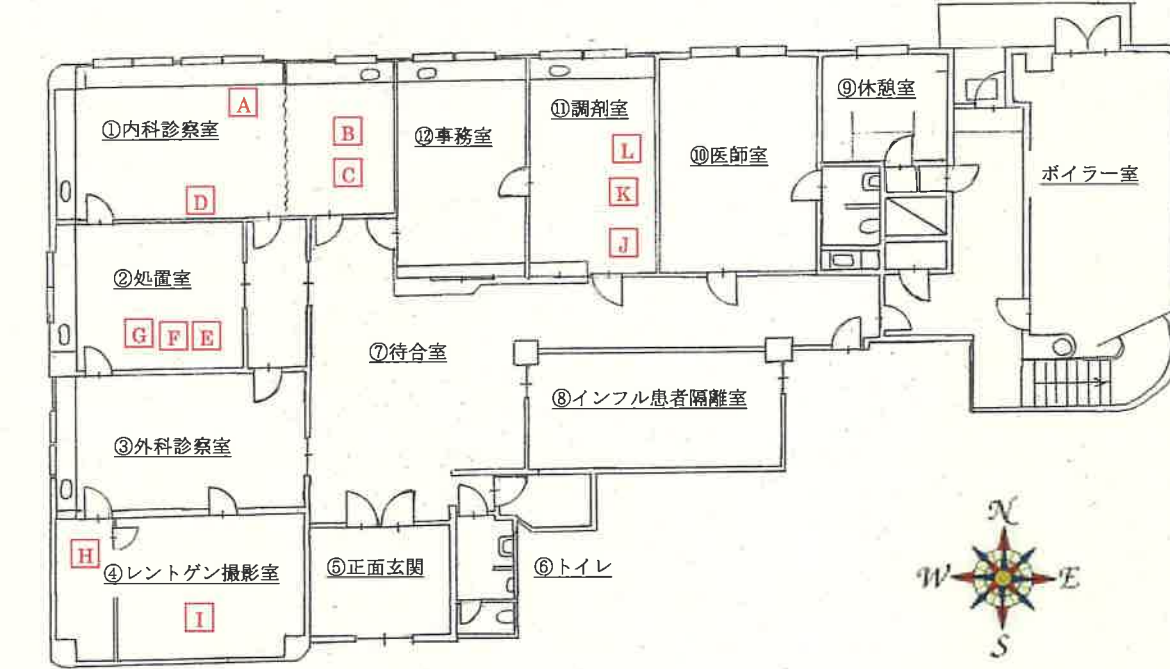 ①内科診察室
A
B
C
D
⑫事務室
⑪調剤室
L
K
J
⑩医師室
⑨休憩室
ボイラー室
②処置室
G F E
⑦待合室
⑧インフル患者隔離室
③外科診察室
H
④レントゲン撮影室
I
⑤正面玄関
⑥トイレ
N
W E
S